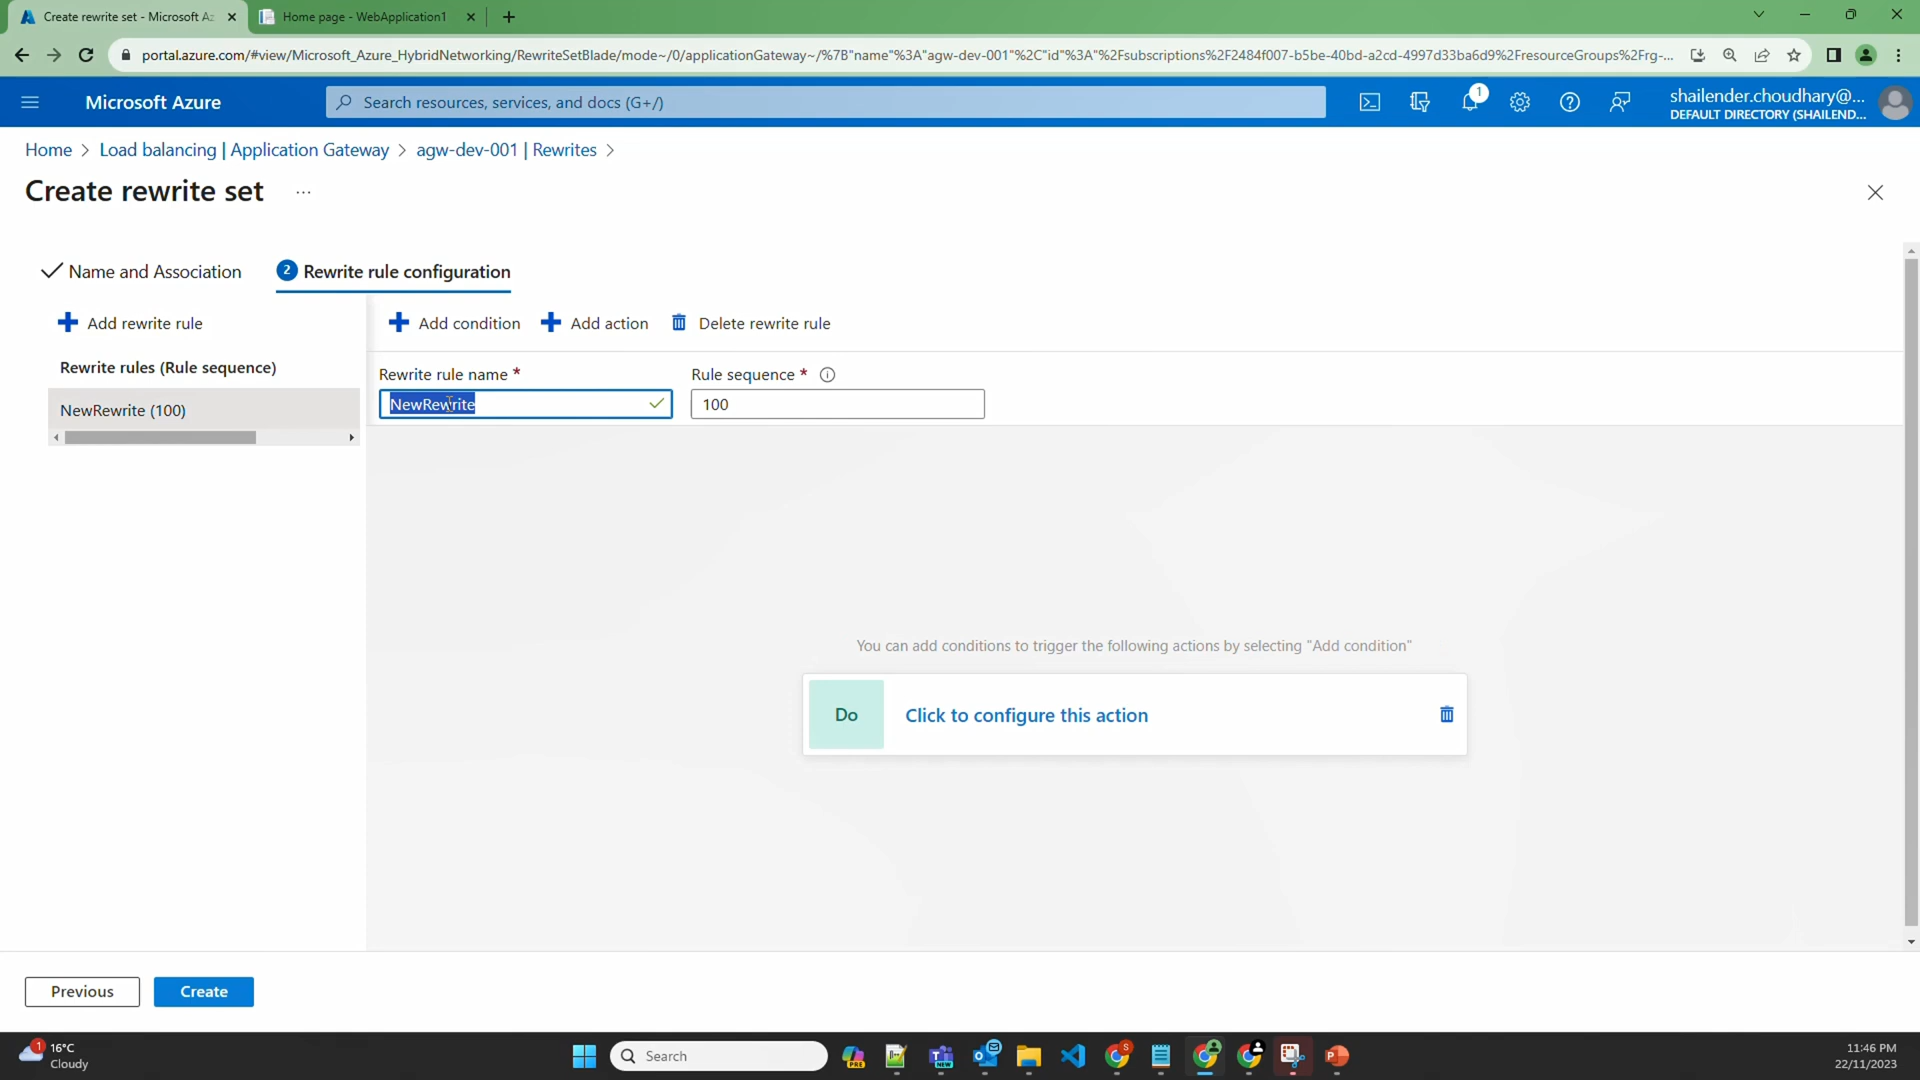 Create rewrite set - Microsoft Az
Home page - WebApplication1
portal.azure.com/#view/Microsoft_Azure_HybridNetworking/RewriteSetBlade/mode~/0/applicationGateway~/%7B"name"%3A"agw-dev-001"%2C"id"%3A"%2Fsubscriptions%2F2484f007-b5be-40bd-a2cd-4997d33ba6d9%2FresourceGroups%2Frg-...
Microsoft Azure
Search resources, services, and docs (G+/)
1
shailender.choudhary@...
DEFAULT DIRECTORY (SHAILEND...
Home > Load balancing | Application Gateway > agw-dev-001 | Rewrites >
Create rewrite set ...
Name and Association
2 Rewrite rule configuration
Add rewrite rule
Add condition
Add action
Delete rewrite rule
Rewrite rules (Rule sequence)
NewRewrite (100)
Rewrite rule name *
Rule sequence *
NewRewrite
100
You can add conditions to trigger the following actions by selecting "Add condition"
Do
Click to configure this action
Previous
Create
1
16°C
Cloudy
Search
PRE
NEW
S
P
11:46 PM
22/11/2023